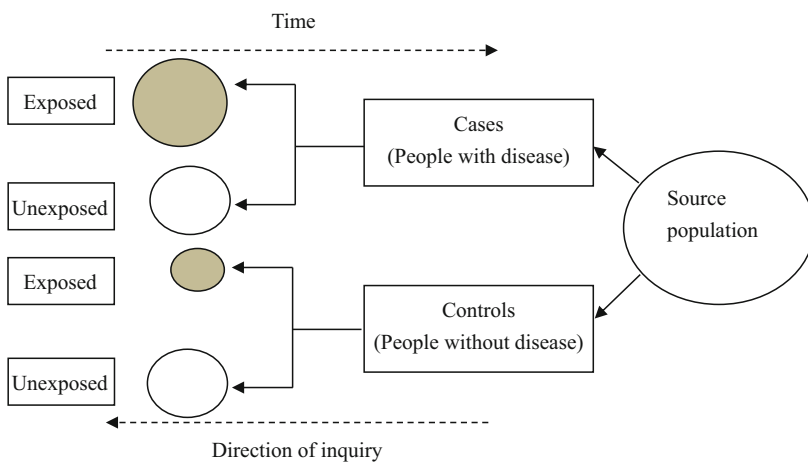 Time
Exposed
Cases
(People with disease)
Unexposed
Source
population
Exposed
Controls
(People without disease)
Unexposed
Direction of inquiry